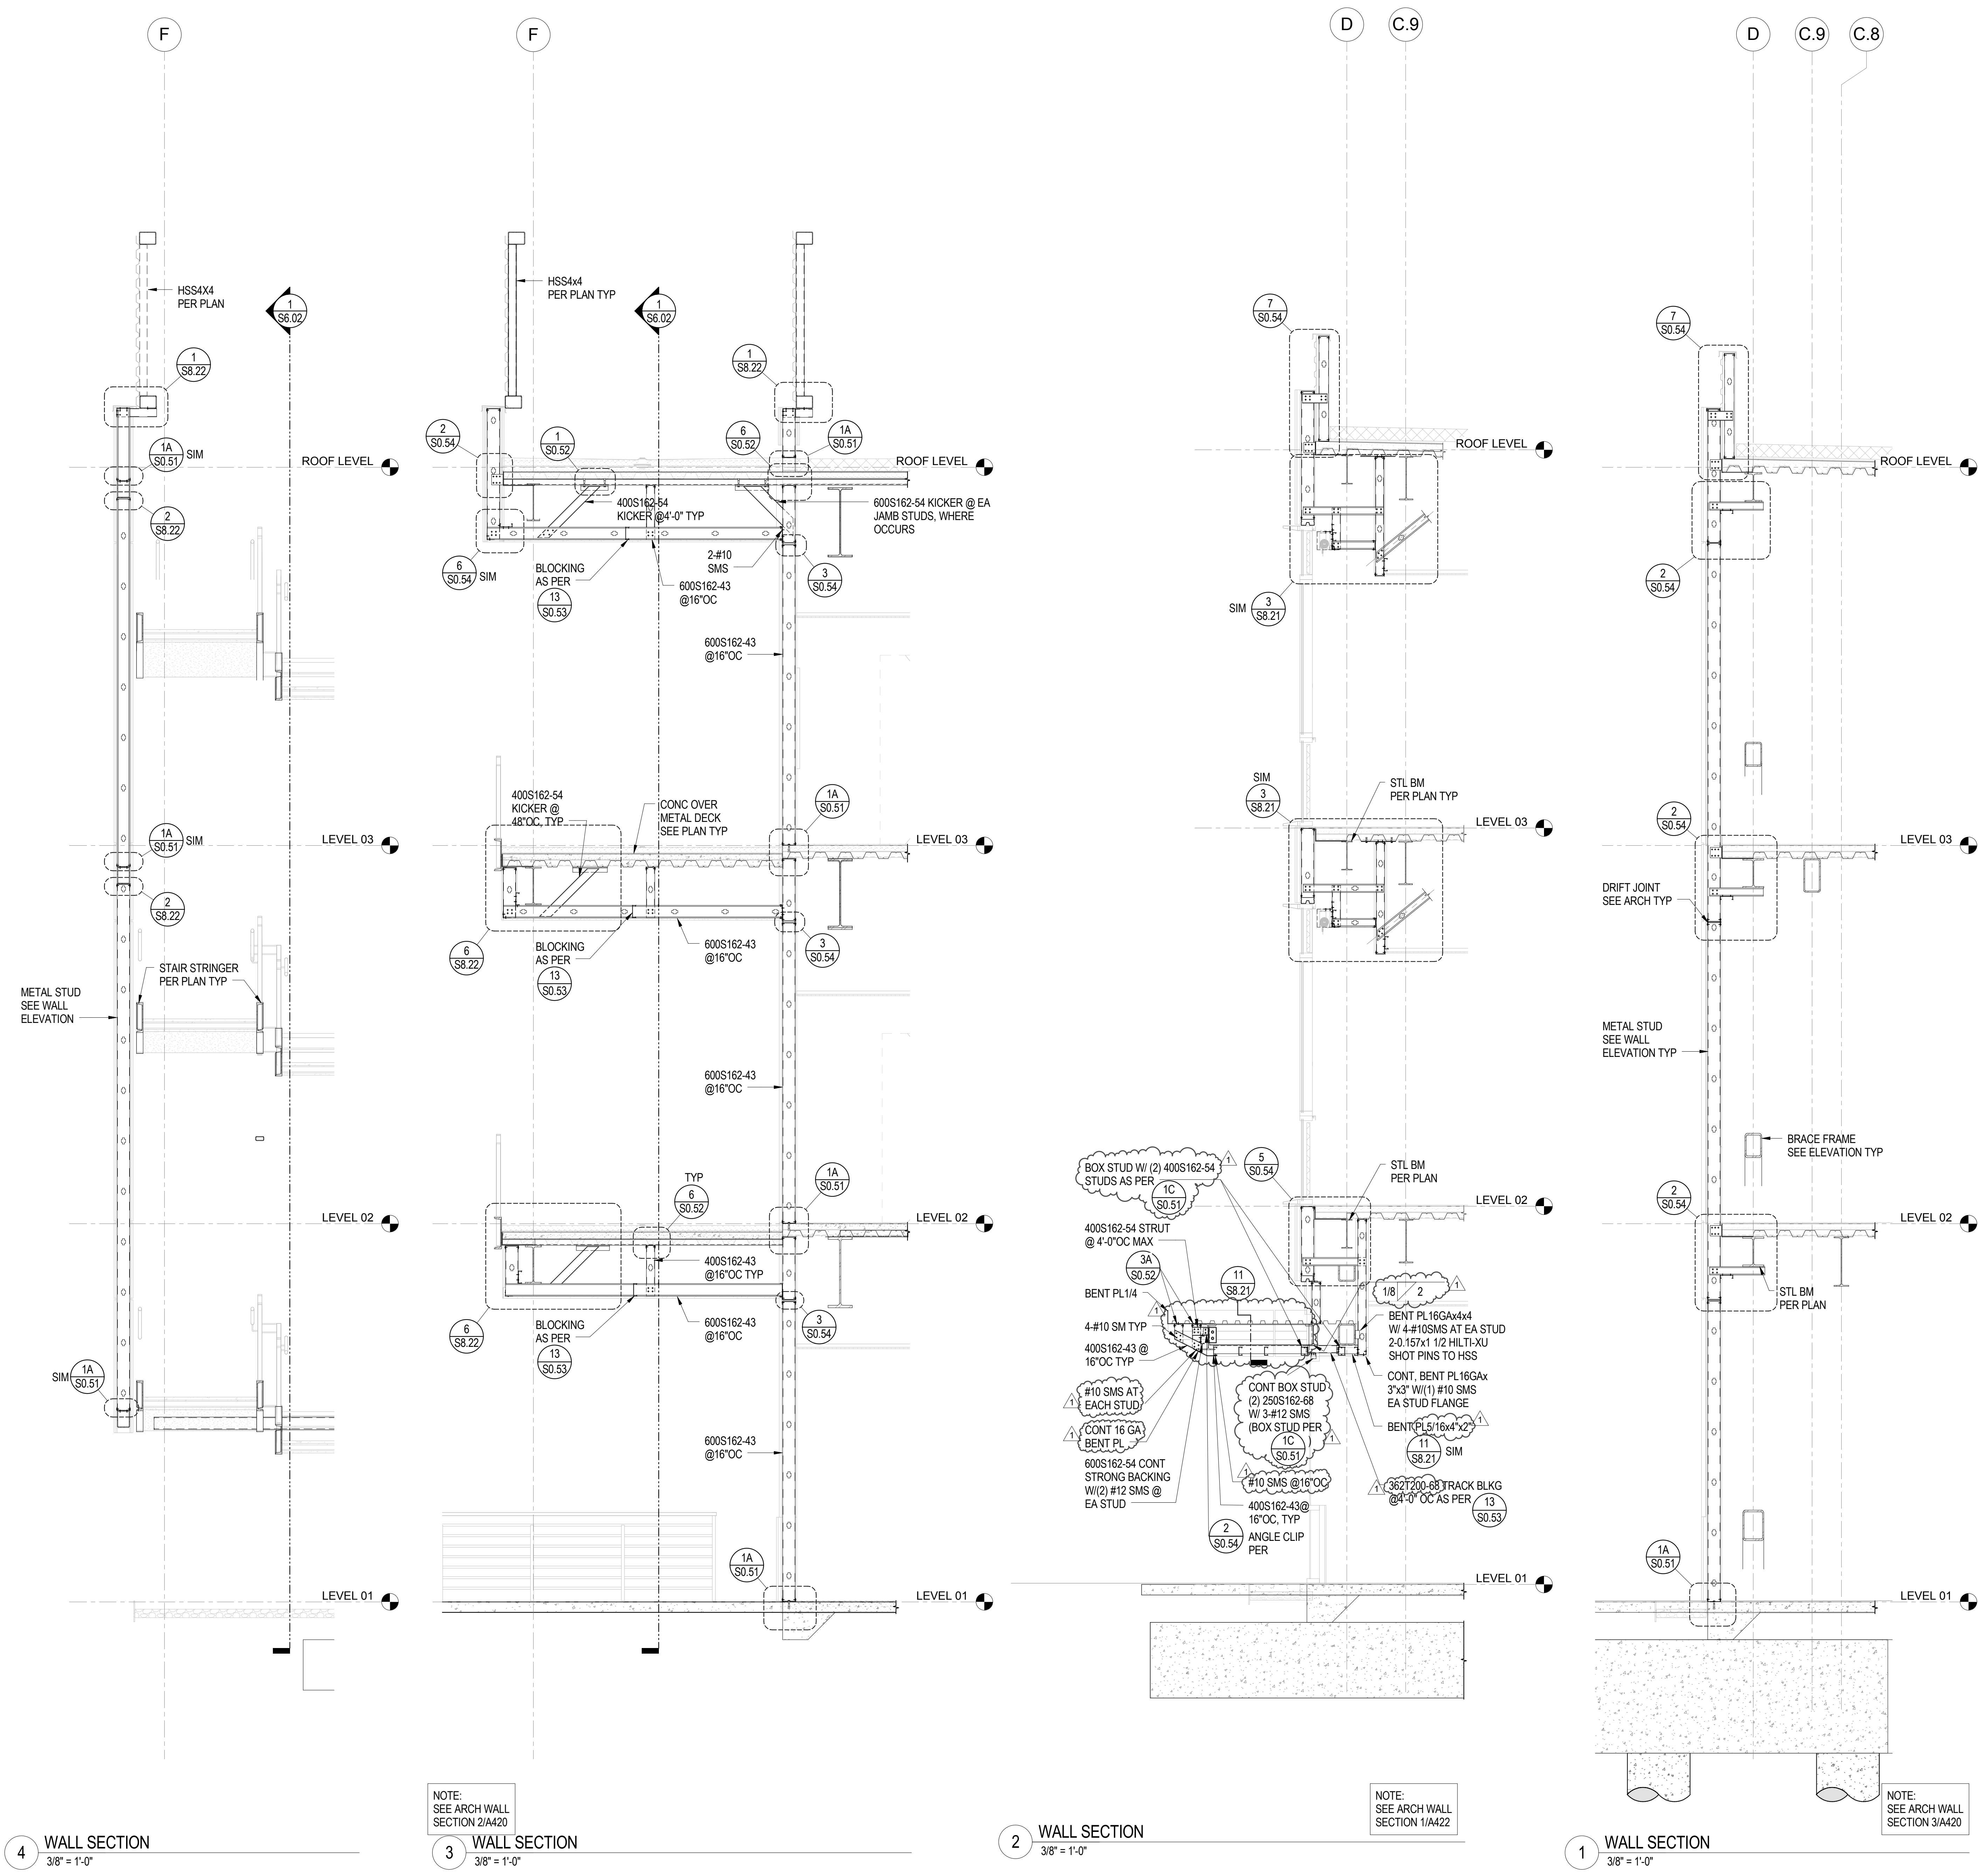 F
HSS4X4
PER PLAN
1
S6.02
1
S8.22
1A
S0.51
SIM
ROOF LEVEL
2
S8.22
1A
S0.51
SIM
LEVEL 03
2
S8.22
STAIR STRINGER
PER PLAN TYP
METAL STUD
SEE WALL
ELEVATION
LEVEL 02
SIM
1A
S0.51
LEVEL 01
4
WALL SECTION
3/8" = 1'-0"
F
HSS4x4
PER PLAN TYP
1
S6.02
1
S8.22
2
S0.54
1
S0.52
6
S0.52
1A
S0.51
ROOF LEVEL
400S162-54
KICKER @4'-0" TYP
600S162-54 KICKER @ EA
JAMB STUDS, WHERE
OCCURS
6
S0.54
SIM
BLOCKING
AS PER
13
S0.53
2-#10
SMS
600S162-43
@16"OC
3
S0.54
600S162-43
@16"OC
400S162-54
KICKER @
48"OC, TYP
CONC OVER
METAL DECK
SEE PLAN TYP
1A
S0.51
LEVEL 03
6
S8.22
BLOCKING
AS PER
13
S0.53
600S162-43
@16"OC
3
S0.54
600S162-43
@16"OC
TYP
6
S0.52
1A
S0.51
LEVEL 02
400S162-43
@16"OC TYP
6
S8.22
BLOCKING
AS PER
13
S0.53
600S162-43
@16"OC
3
S0.54
600S162-43
@16"OC
1A
S0.51
LEVEL 01
NOTE:
SEE ARCH WALL
SECTION 2/A420
3
WALL SECTION
3/8" = 1'-0"
D
C.9
7
S0.54
ROOF LEVEL
SIM
3
S8.21
SIM
3
S8.21
STL BM
PER PLAN TYP
LEVEL 03
BOX STUD W/ (2) 400S162-54
STUDS AS PER
1
1C
S0.51
5
S0.54
STL BM
PER PLAN
LEVEL 02
400S162-54 STRUT
@ 4'-0"OC MAX
3A
S0.52
11
S8.21
BENT PL1/4
1
4-#10 SM TYP
400S162-43 @
16"OC TYP
1
#10 SMS AT
EACH STUD
1
CONT 16 GA
BENT PL
600S162-54 CONT
STRONG BACKING
W/(2) #12 SMS @
EA STUD
CONT BOX STUD
(2) 250S162-68
W/ 3-#12 SMS
(BOX STUD PER
1C
S0.51
1
1
#10 SMS @16"OC
400S162-43@
16"OC, TYP
2
S0.54
ANGLE CLIP
PER
1/8
2
1
BENT PL16GAx4x4
W/ 4-#10SMS AT EA STUD
2-0.157x1 1/2 HILTI-XU
SHOT PINS TO HSS
CONT, BENT PL16GAx
3"x3" W/(1) #10 SMS
EA STUD FLANGE
BENT PL5/16x4"x2"
1
11
S8.21
SIM
1
362T200-68 TRACK BLKG
@4'-0" OC AS PER
13
S0.53
LEVEL 01
NOTE:
SEE ARCH WALL
SECTION 1/A422
2
WALL SECTION
3/8" = 1'-0"
D
C.9
C.8
7
S0.54
ROOF LEVEL
2
S0.54
2
S0.54
LEVEL 03
DRIFT JOINT
SEE ARCH TYP
METAL STUD
SEE WALL
ELEVATION TYP
BRACE FRAME
SEE ELEVATION TYP
2
S0.54
LEVEL 02
STL BM
PER PLAN
1A
S0.51
LEVEL 01
NOTE:
SEE ARCH WALL
SECTION 3/A420
1
WALL SECTION
3/8" = 1'-0"